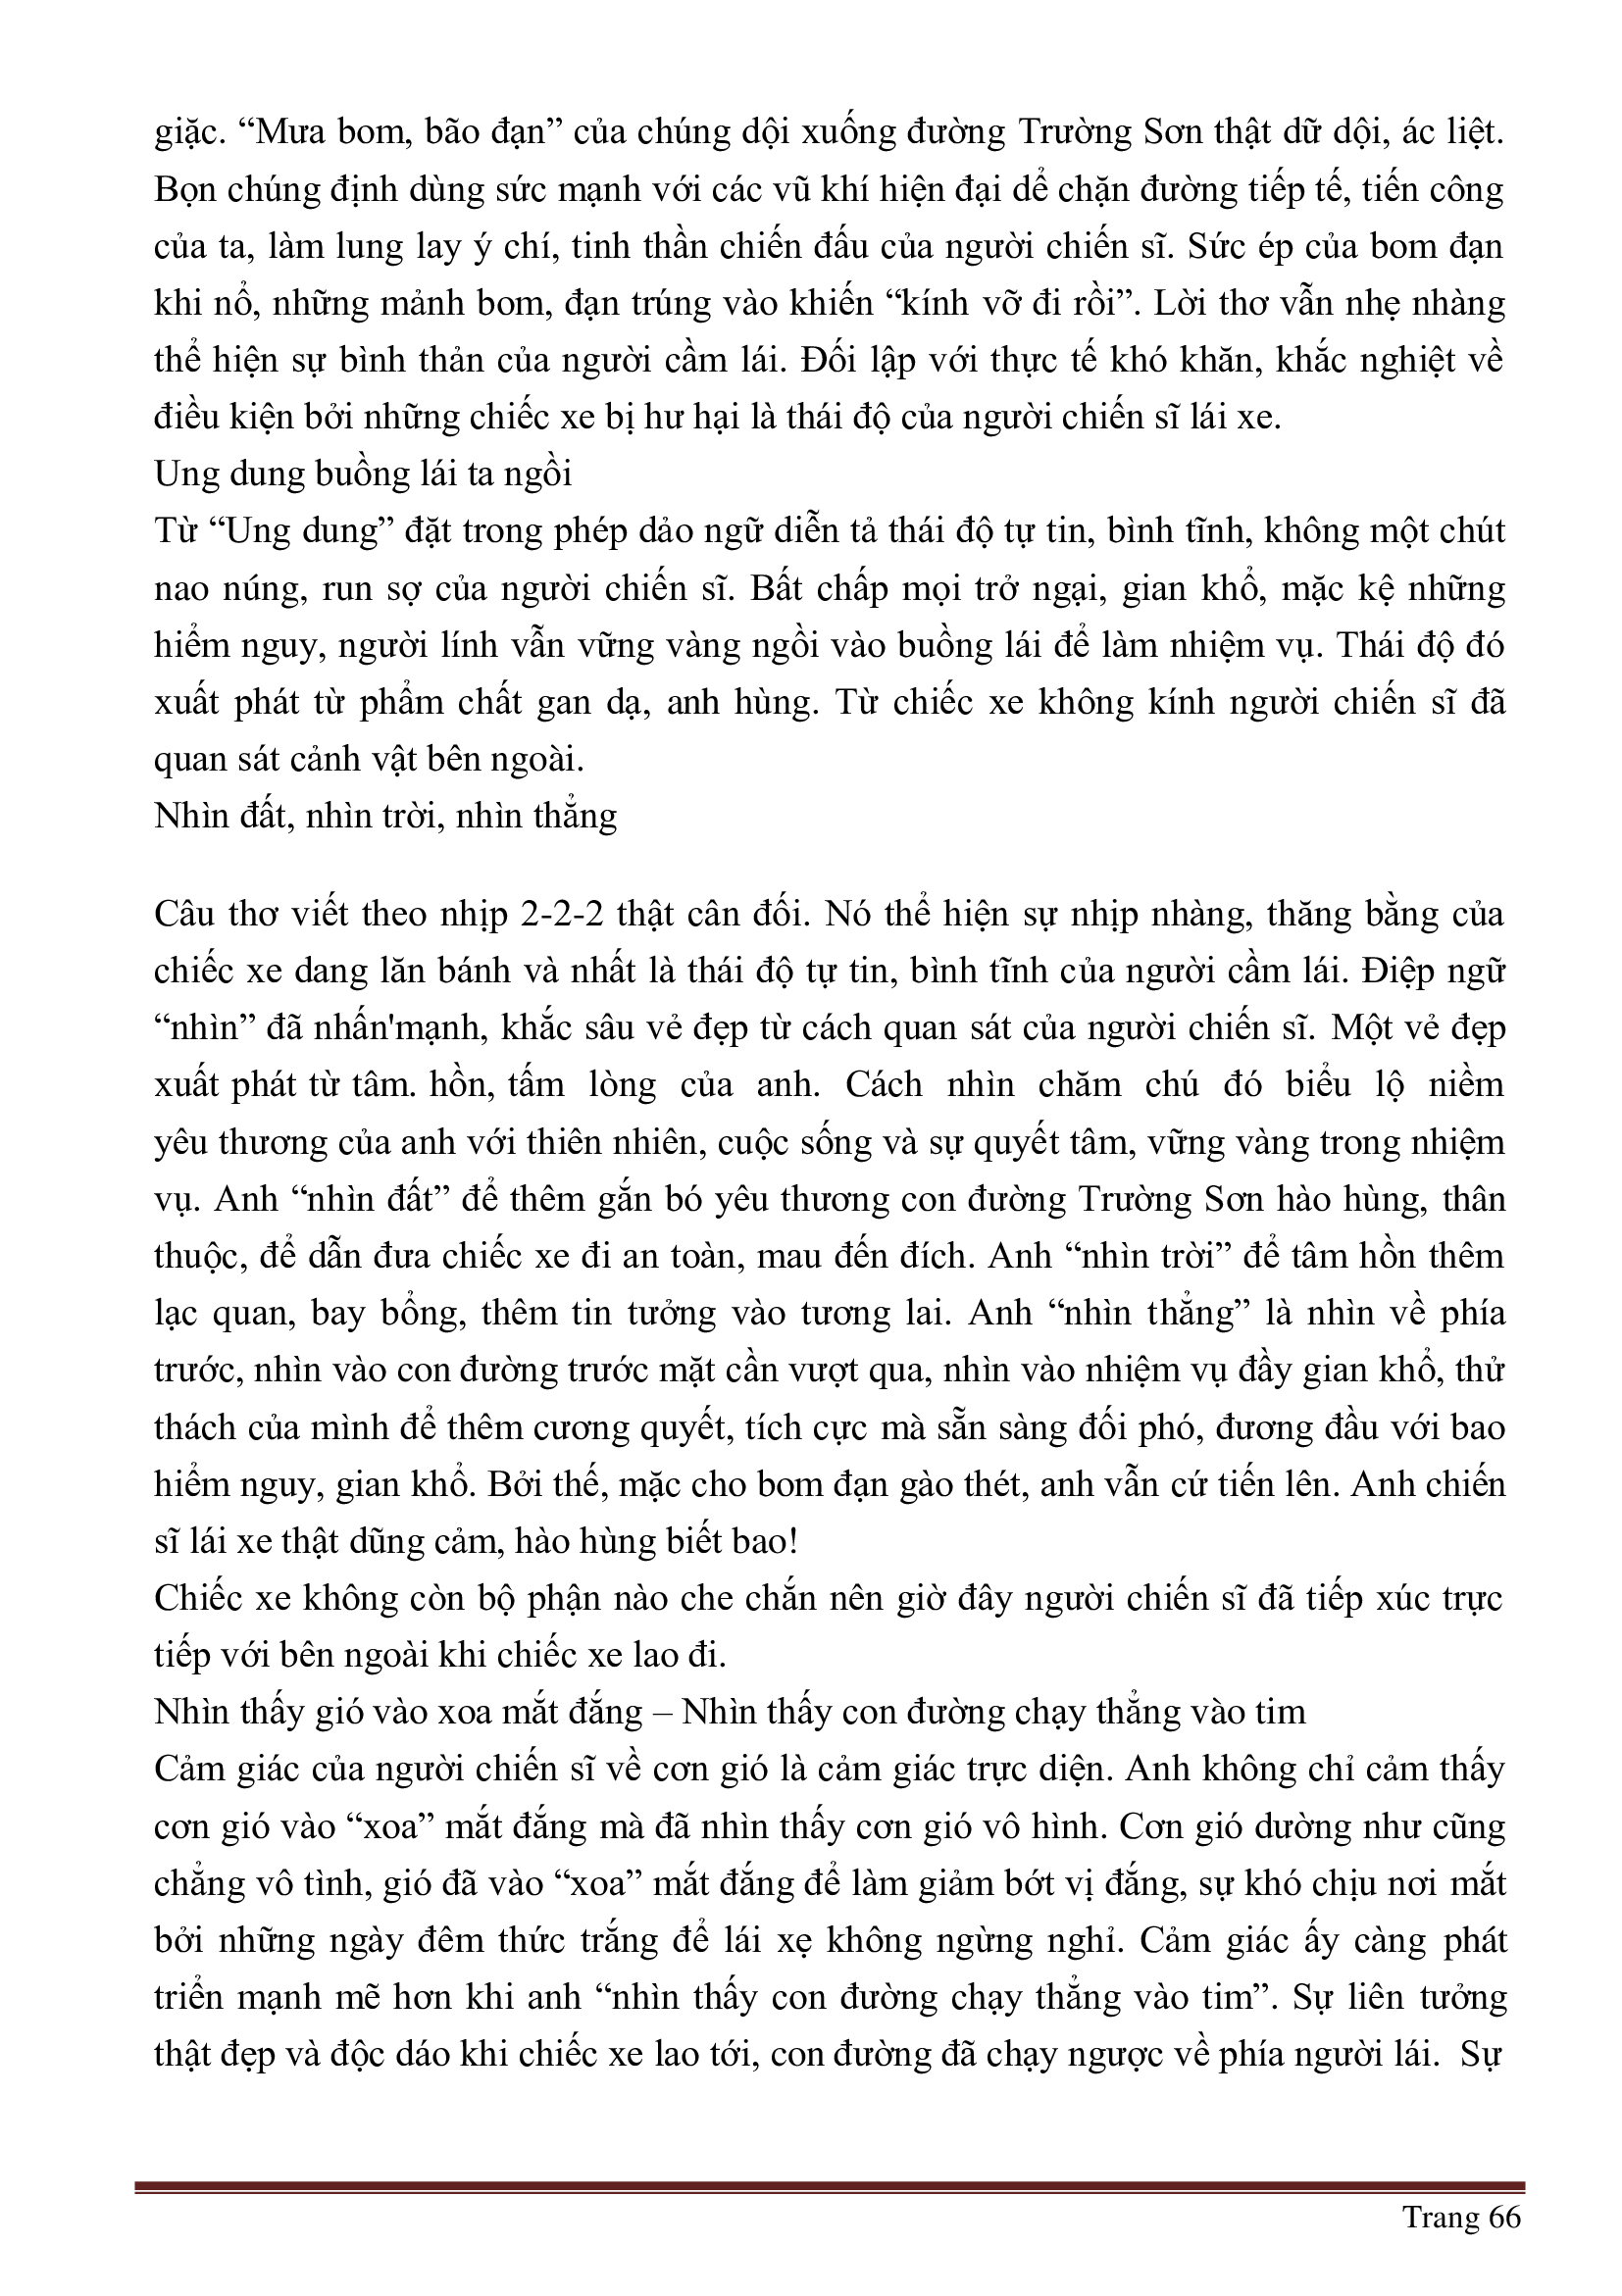 giặc. “Mưa bom, bão đạn” của chúng dội xuống đường Trường Sơn thật dữ dội, ác liệt.
Bọn chúng định dùng sức mạnh với các vũ khí hiện đại dể chặn đường tiếp tế, tiến công
của ta, làm lung lay ý chí, tinh thần chiến đấu của người chiến sĩ. Sức ép của bom đạn
khi nổ, những mảnh bom, đạn trúng vào khiến “kính vỡ đi rồi”. Lời thơ vẫn nhẹ nhàng
thể hiện sự bình thản của người cầm lái. Đối lập với thực tế khó khăn, khắc nghiệt về
điều kiện bởi những chiếc xe bị hư hại là thái độ của người chiến sĩ lái xe.
Ung dung buồng lái ta ngồi
Từ “Ung dung” đặt trong phép dảo ngữ diễn tả thái độ tự tin, bình tĩnh, không một chút
nao núng, run sợ của người chiến sĩ. Bất chấp mọi trở ngại, gian khổ, mặc kệ những
hiểm nguy, người lính vẫn vững vàng ngồi vào buồng lái để làm nhiệm vụ. Thái độ đó
xuất phát từ phẩm chất gan dạ, anh hùng. Từ chiếc xe không kính người chiến sĩ đã
quan sát cảnh vật bên ngoài.
Nhìn đất, nhìn trời, nhìn thẳng
Câu thơ viết theo nhịp 2-2-2 thật cân đối. Nó thể hiện sự nhịp nhàng, thăng bằng của
chiếc xe dang lăn bánh và nhất là thái độ tự tin, bình tĩnh của người cầm lái. Điệp ngữ
“nhìn” đã nhấn'mạnh, khắc sâu vẻ đẹp từ cách quan sát của người chiến sĩ. Một vẻ đẹp
xuất phát từ tâm. hồn, tấm lòng của anh. Cách nhìn chăm chú đó biểu lộ niềm
yêu thương của anh với thiên nhiên, cuộc sống và sự quyết tâm, vững vàng trong nhiệm
vụ. Anh “nhìn đất” để thêm gắn bó yêu thương con đường Trường Sơn hào hùng, thân
thuộc, để dẫn đưa chiếc xe đi an toàn, mau đến đích. Anh “nhìn trời” để tâm hồn thêm
lạc quan, bay bổng, thêm tin tưởng vào tương lai. Anh “nhìn thẳng” là nhìn về phía
trước, nhìn vào con đường trước mặt cần vượt qua, nhìn vào nhiệm vụ đầy gian khổ, thử
thách của mình để thêm cương quyết, tích cực mà sẵn sàng đối phó, đương đầu với bao
hiểm nguy, gian khổ. Bởi thế, mặc cho bom đạn gào thét, anh vẫn cứ tiến lên. Anh chiến
sĩ lái xe thật dũng cảm, hào hùng biết bao!
Chiếc xe không còn bộ phận nào che chắn nên giờ đây người chiến sĩ đã tiếp xúc trực
tiếp với bên ngoài khi chiếc xe lao đi.
Nhìn thấy gió vào xoa mắt đắng – Nhìn thấy con đường chạy thẳng vào tim
Cảm giác của người chiến sĩ về cơn gió là cảm giác trực diện. Anh không chỉ cảm thấy
cơn gió vào “xoa” mắt đắng mà đã nhìn thấy cơn gió vô hình. Cơn gió dường như cũng
chẳng vô tình, gió đã vào “xoa” mắt đắng để làm giảm bớt vị đắng, sự khó chịu nơi mắt
bởi những ngày đêm thức trắng để lái xẹ không ngừng nghỉ. Cảm giác ấy càng phát
triển mạnh mẽ hơn khi anh “nhìn thấy con đường chạy thẳng vào tim”. Sự liên tưởng
thật đẹp và độc dáo khi chiếc xe lao tới, con đường đã chạy ngược về phía người lái. Sự
Trang 66